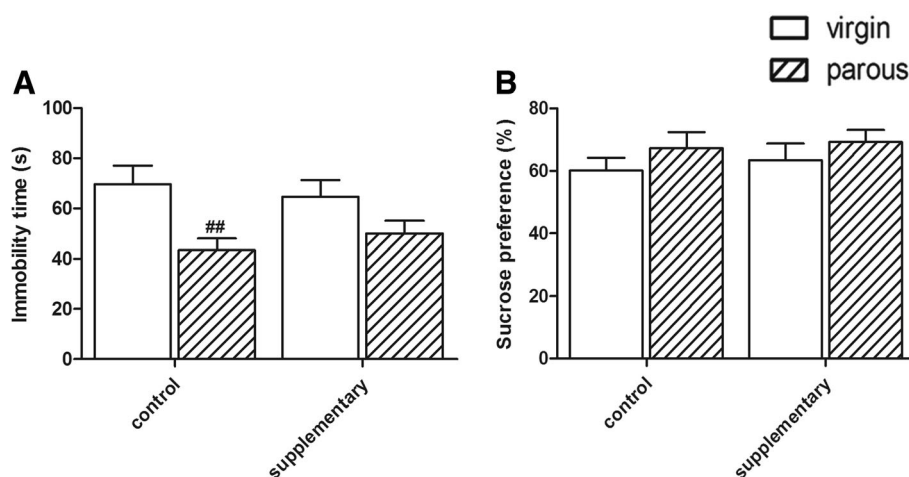 virgin
parous
A
Immobility time (s)
100
80
60
40
20
0
##
control
supplementary
B
Sucrose preference (%)
80
60
40
20
0
control
supplementary